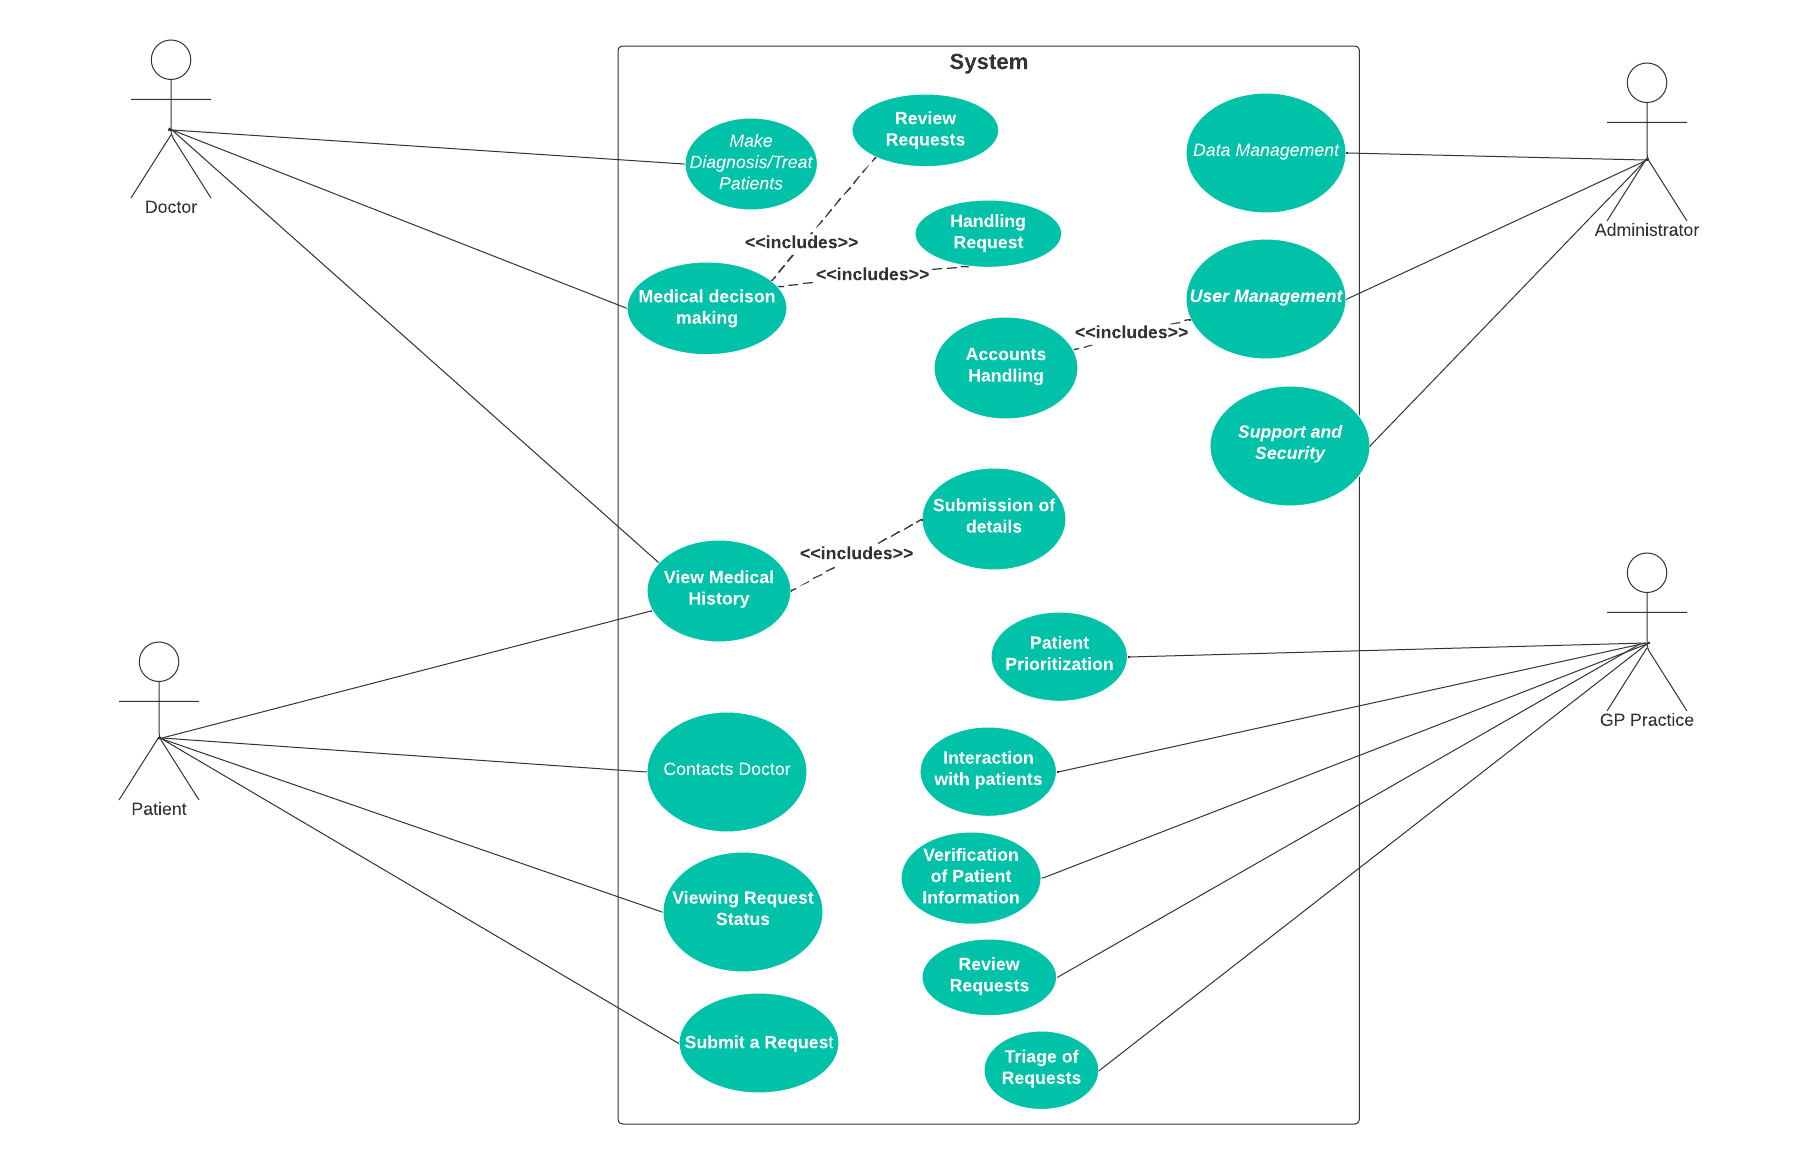 System
Review
Requests
Make
Diagnosis/Treat
Patients
Data Management
Doctor
Handling
Request
Administrator
<<includes>>
<<includes>>
Medical decison
making
User Management
<<includes>>
Accounts
Handling
Support and
Security
Submission of
details
<<includes>>
View Medical
History
Patient
Prioritization
GP Practice
Interaction
with patients
Contacts Doctor
Patient
Verification
of Patient
Information
Viewing Request
Status
Review
Requests
Submit a Request
Triage of
Requests